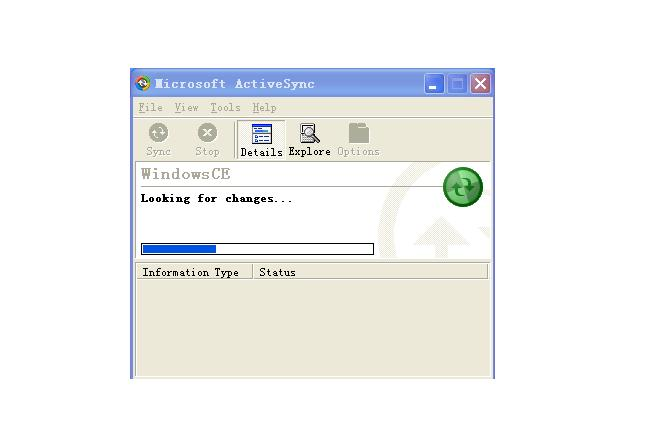 Microsoft ActiveSync
File View Tools Help
Sync Stop Details Explore Options
WindowsCE
Looking for changes...
Information Type Status